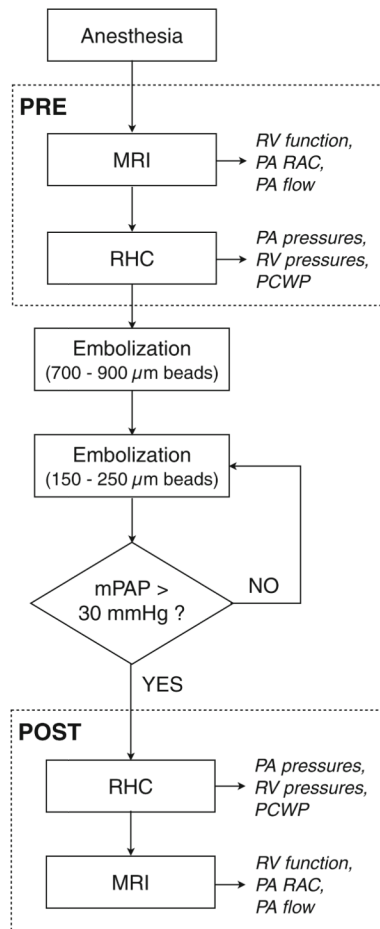 Anesthesia
PRE
MRI
RV function,
PA RAC,
PA flow
RHC
PA pressures,
RV pressures,
PCWP
Embolization
(700 - 900 µm beads)
Embolization
(150 - 250 µm beads)
mPAP >
30 mmHg ?
NO
YES
POST
RHC
PA pressures,
RV pressures,
PCWP
MRI
RV function,
PA RAC,
PA flow